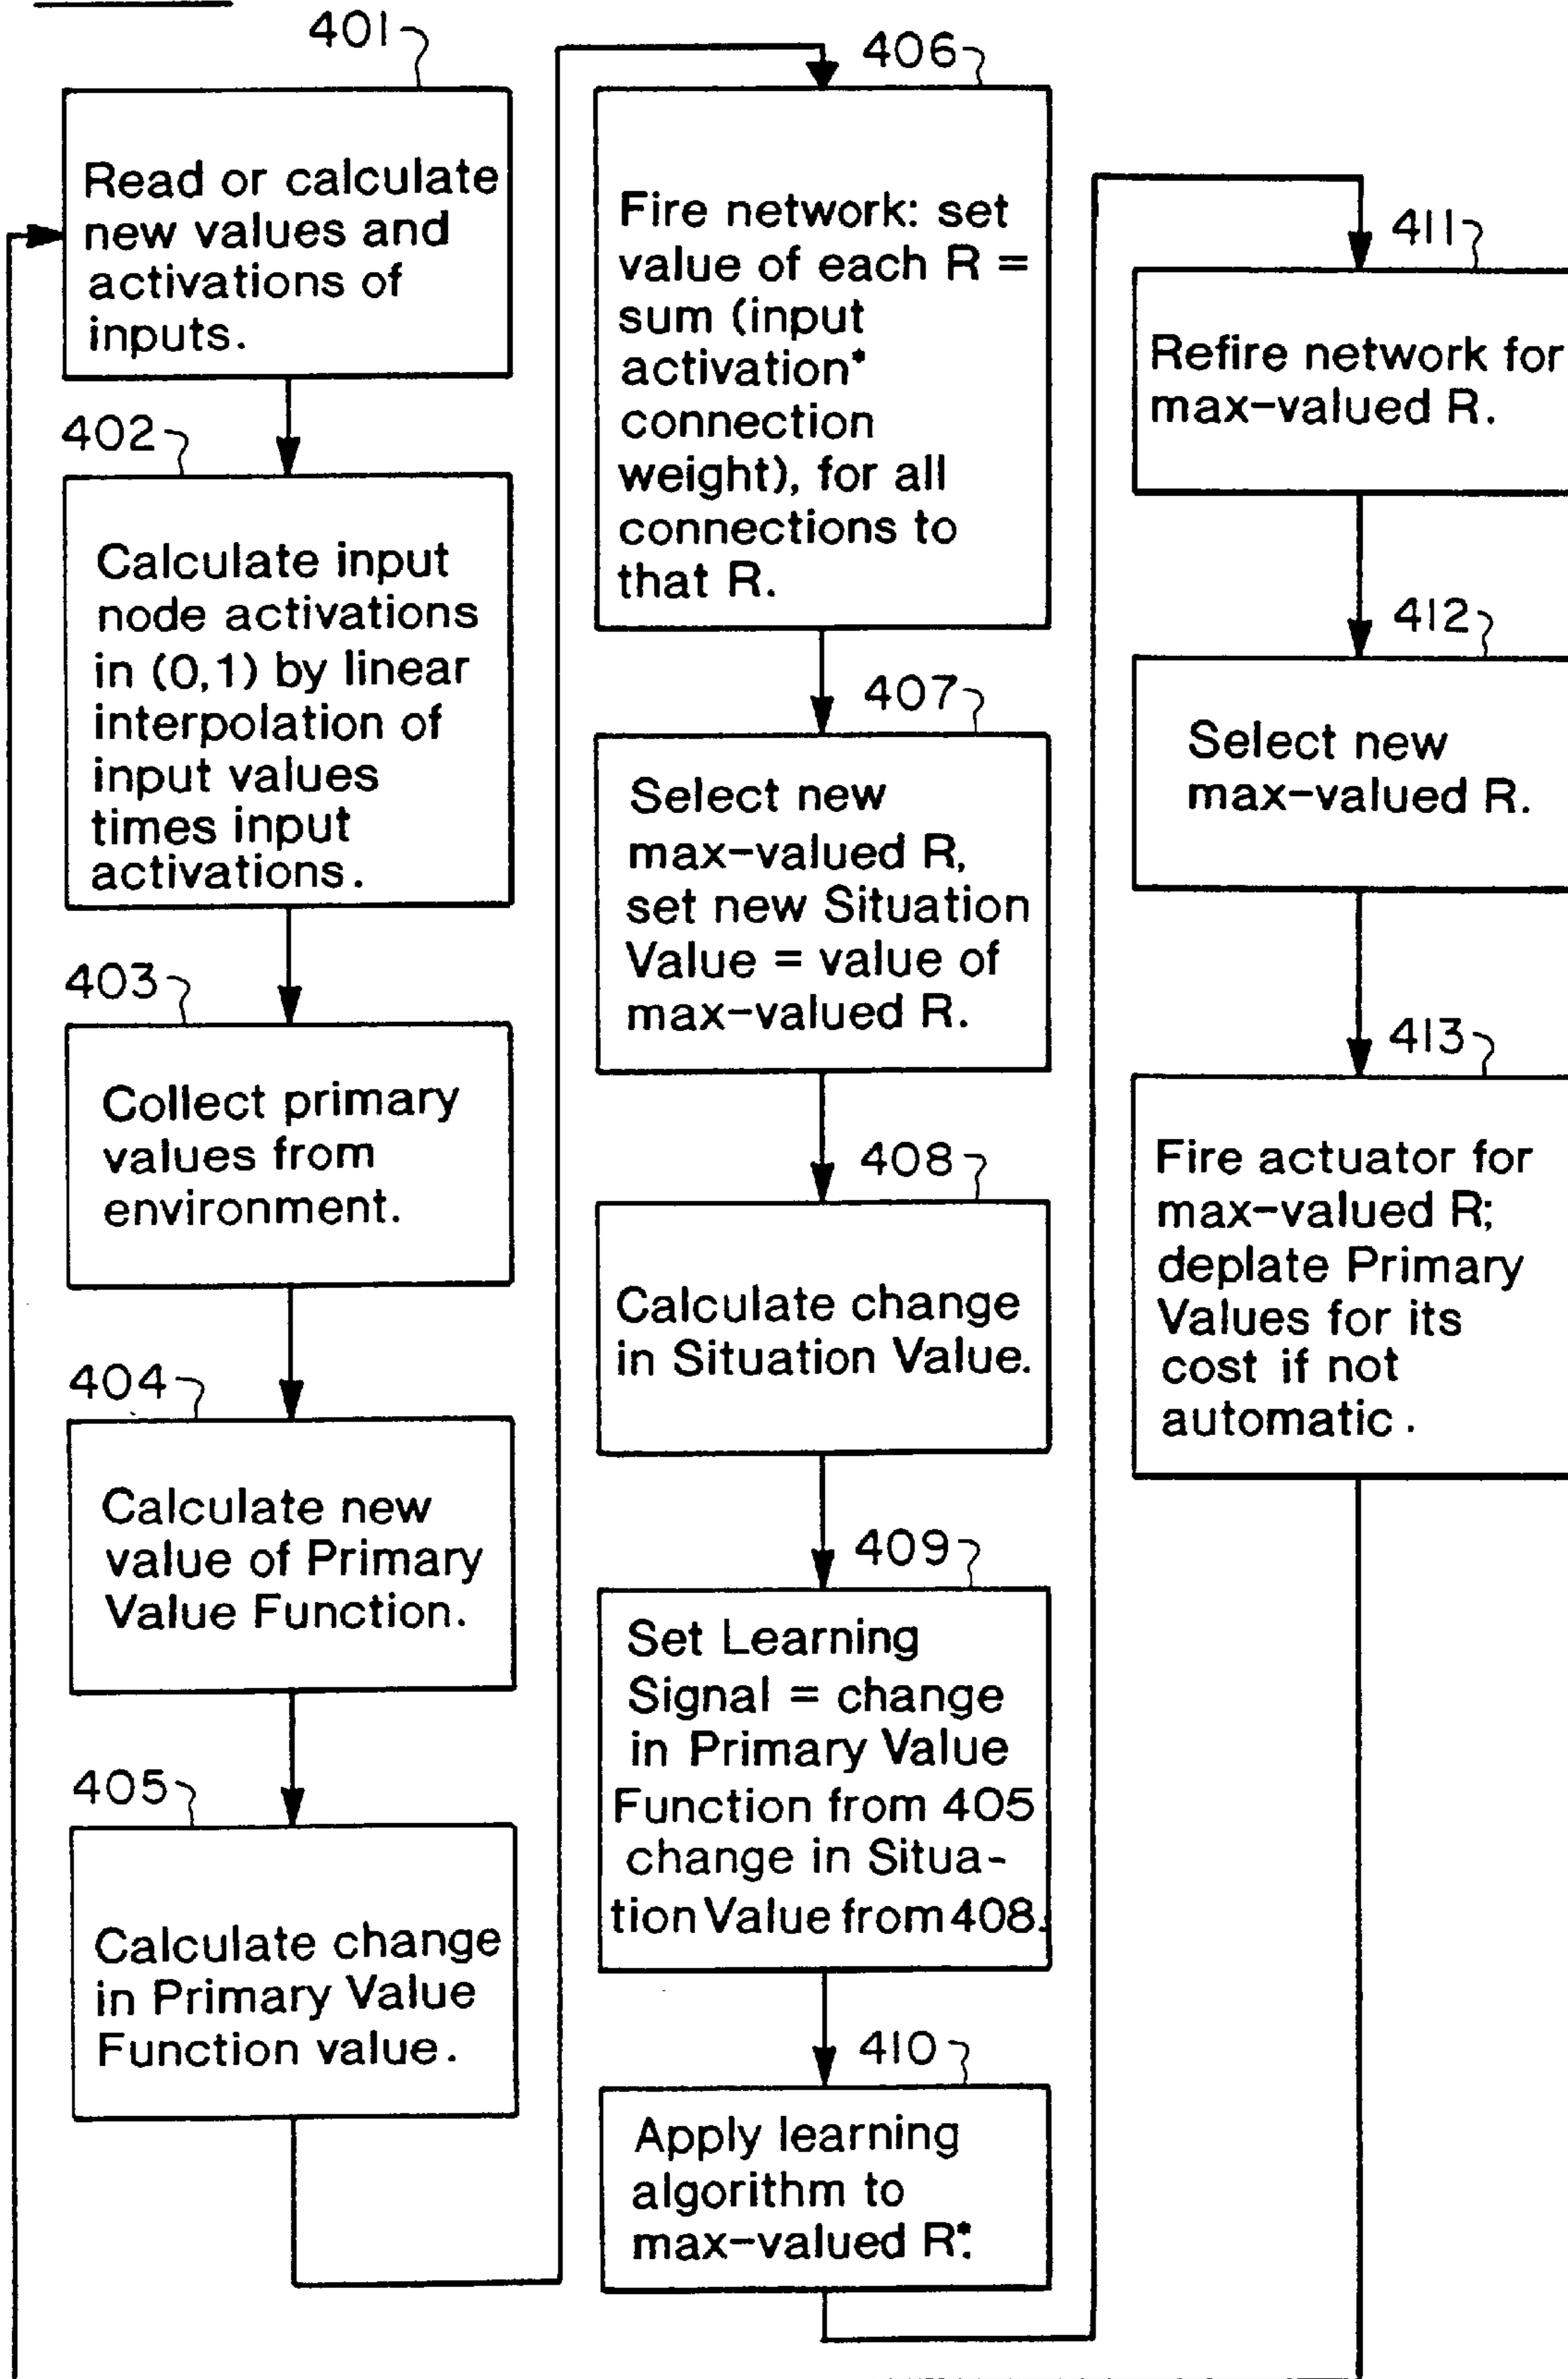 401
Read or calculate
new values and
activations of
inputs.
402
Calculate input
node activations
in (0,1) by linear
interpolation of
input values
times input
activations.
403
Collect primary
values from
environment.
404
Calculate new
value of Primary
Value Function.
405
Calculate change
in Primary Value
Function value.
406
Fire network: set
value of each R =
sum (input
activation*
connection
weight), for all
connections to
that R.
407
Select new
max-valued R,
set new Situation
Value = value of
max-valued R.
408
Calculate change
in Situation Value.
409
Set Learning
Signal = change
in Primary Value
Function from 405
change in Situa-
tion Value from 408.
410
Apply learning
algorithm to
max-valued R*.
411
Refire network for
max-valued R.
412
Select new
max-valued R.
413
Fire actuator for
max-valued R;
deplate Primary
Values for its
cost if not
automatic.